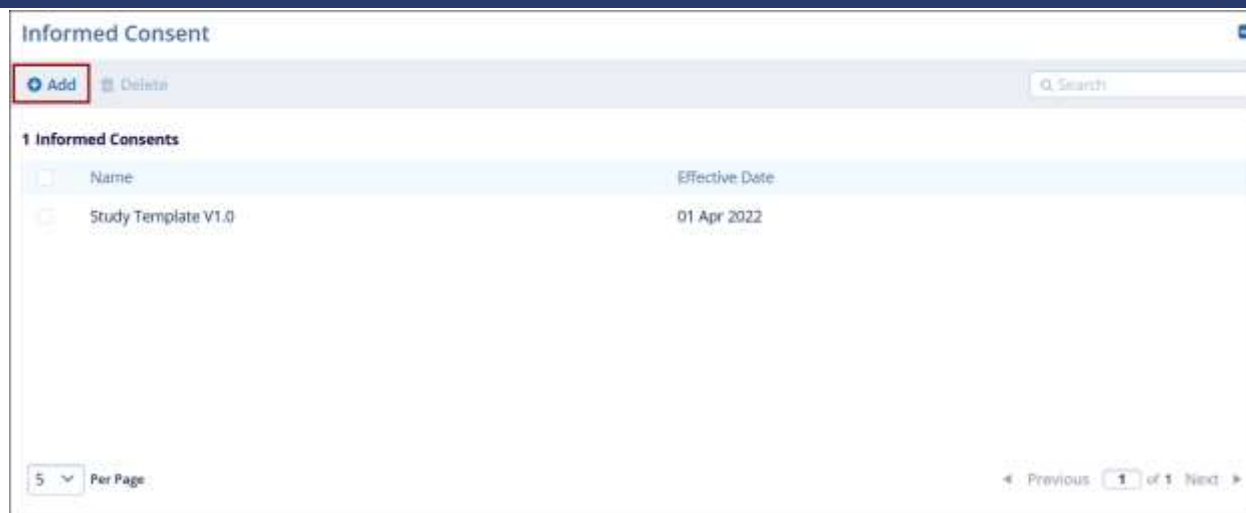 Informed Consent
Add Delete Search
1 Informed Consents
Name Effective Date
Study Template V1.0 01 Apr 2022
5 Per Page Previous 1 of 1 Next